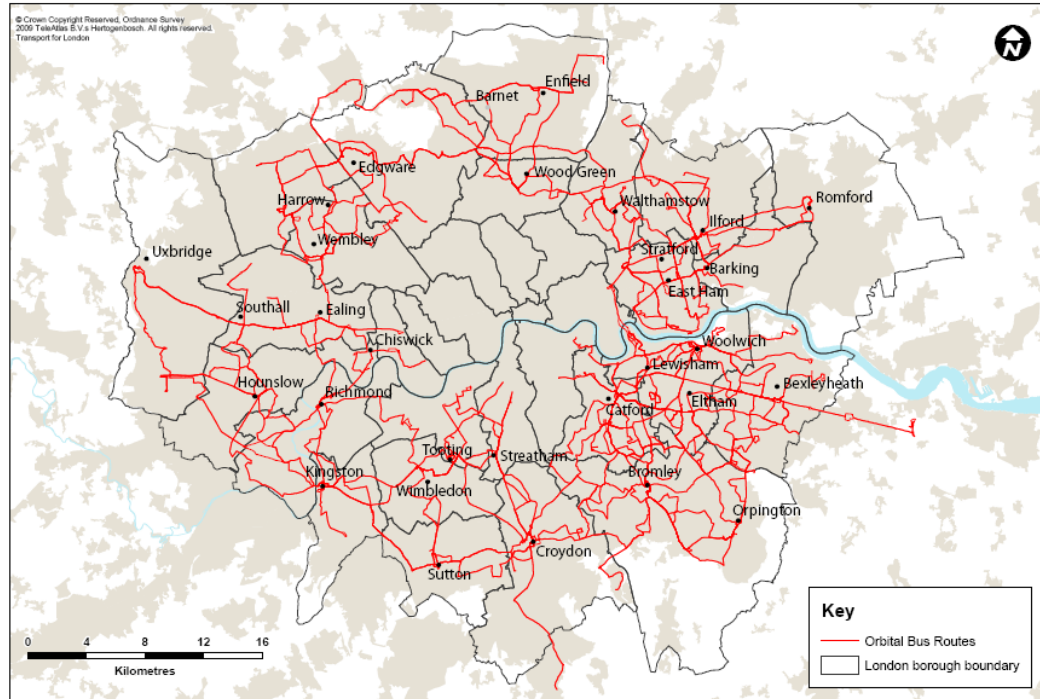 © Crown Copyright Reserved, Ordnance Survey
2009 TeleAtlas B.V.s Hertogenbosch. All rights reserved.
Transport for London
N
Enfield
Barnet
Edgware
Wood Green
Harrow
Walthamstow
Romford
Ilford
Wembley
Uxbridge
Stratford
Barking
East Ham
Southall
Ealing
Chiswick
Woolwich
Lewisham
Hounslow
Richmond
Bexleyheath
Eltham
Catford
Tooting
Streatham
Kingston
Wimbledon
Bromley
Orpington
Croydon
Sutton
Key
Orbital Bus Routes
London borough boundary
0 4 8 12 16
Kilometres